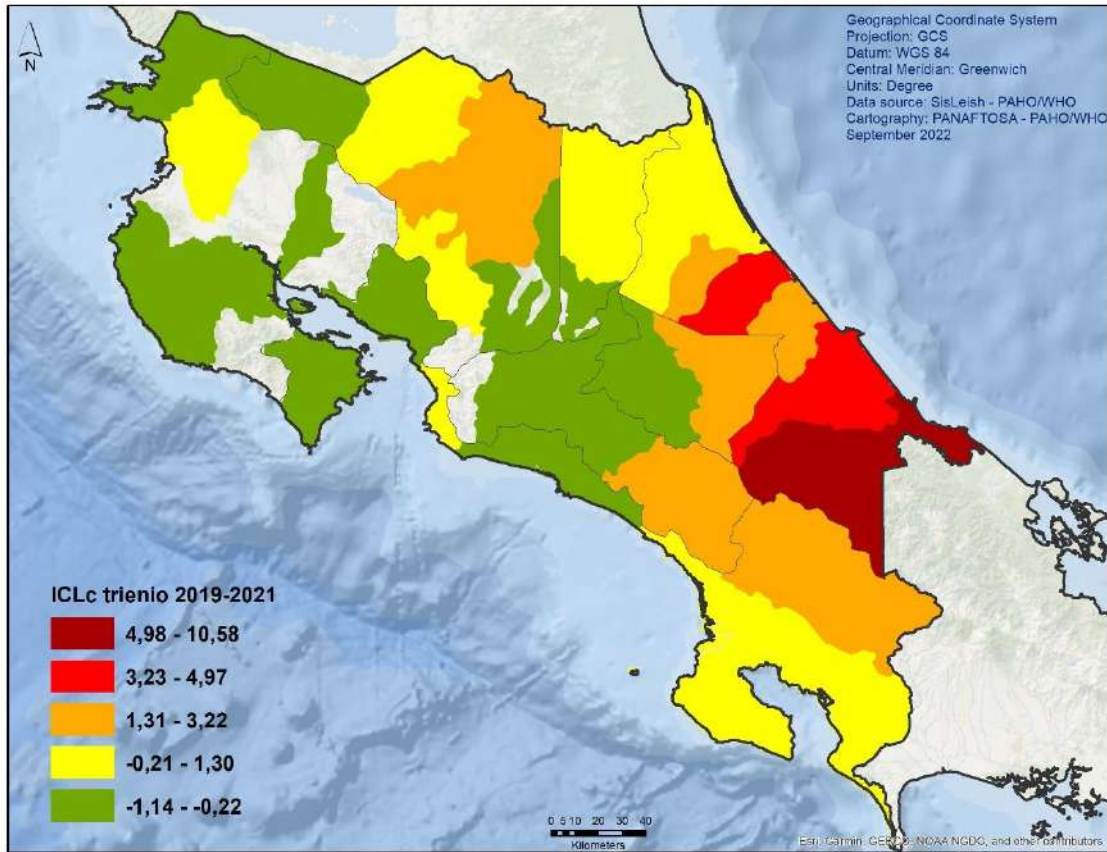 Geographical Coordinate System
Projection: GCS
Datum: WGS 84
Central Meridian: Greenwich
Units: Degree
Data source: SisLeish - PAHO/WHO
Cartography: PANAFTOSA - PAHO/WHO
September 2022
N
ICLc trienio 2019-2021
4,98 - 10,58
3,23 - 4,97
1,31 - 3,22
-0,21 - 1,30
-1,14 - -0,22
0 5 10 20 30 40
Kilometers
Esri, Garmin, GEBCO, NOAA NGDC, and other contributors